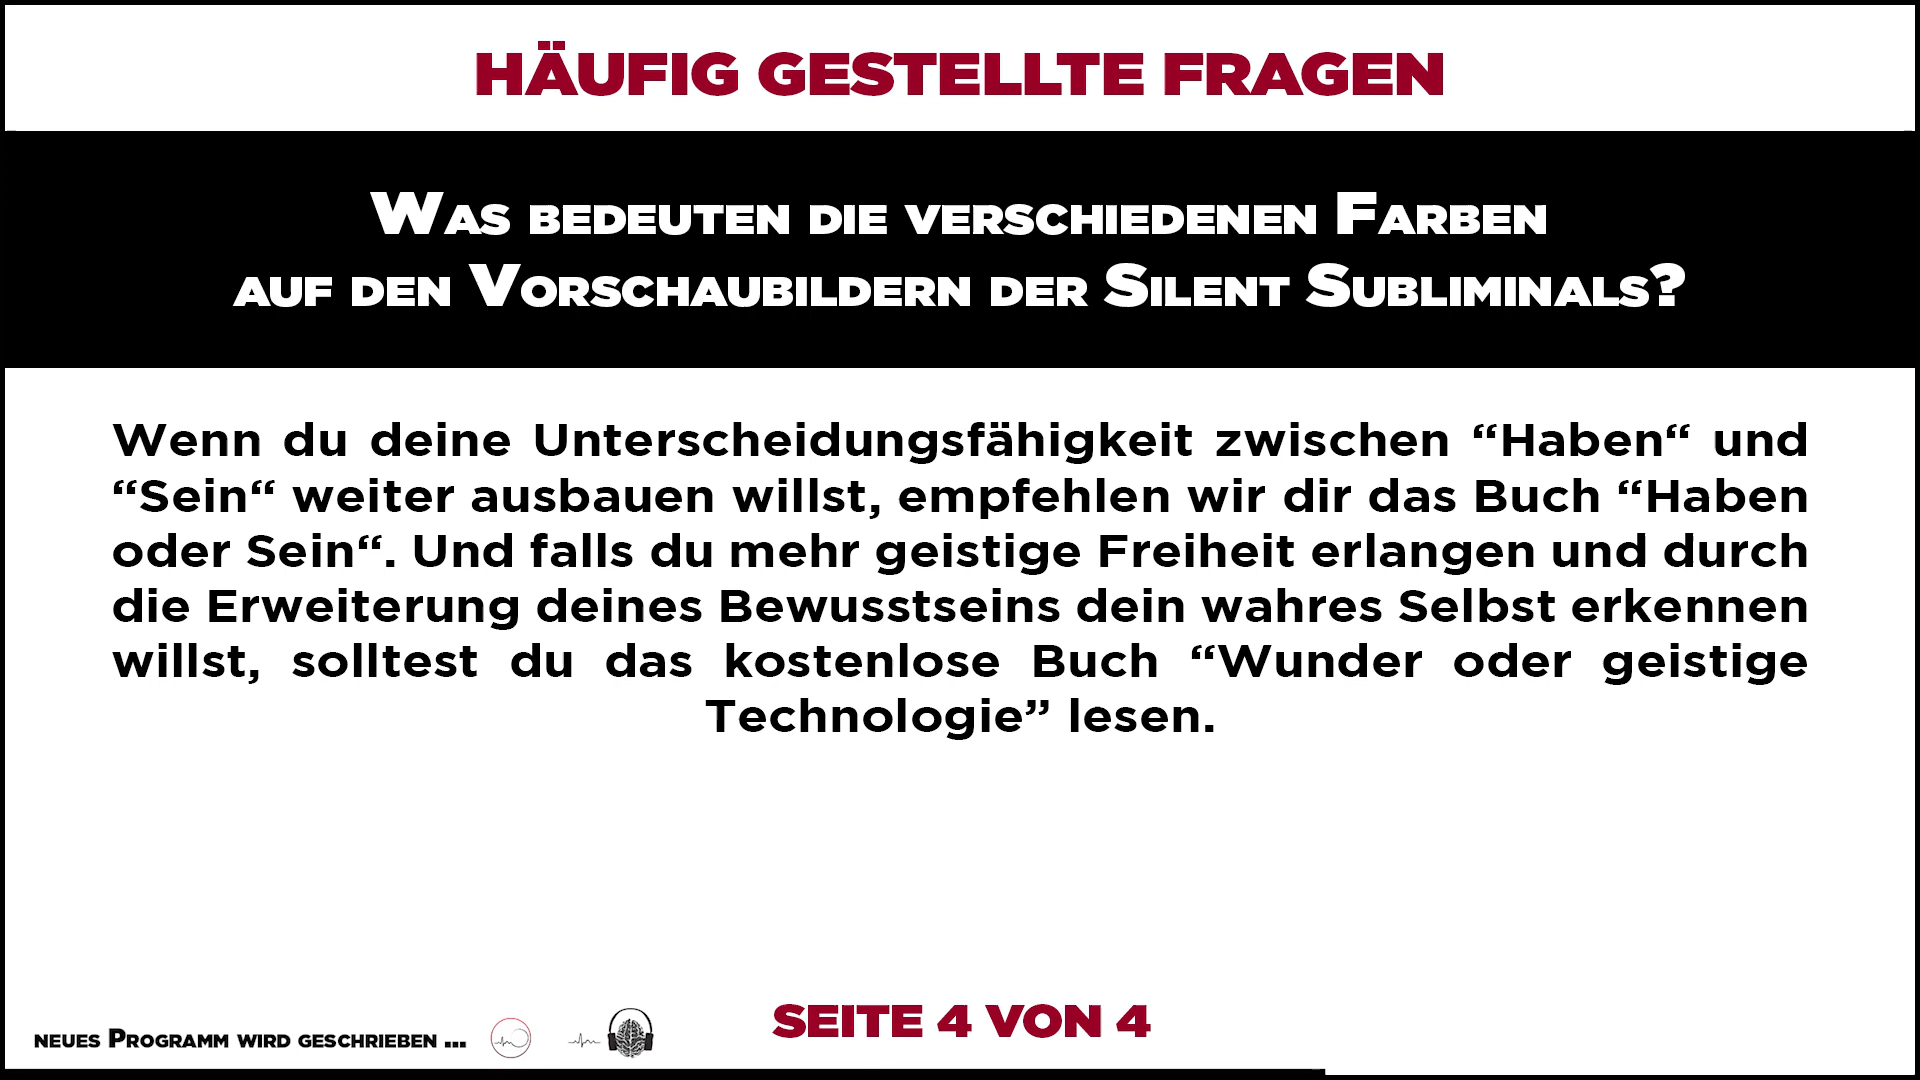 HÄUFIG GESTELLTE FRAGEN
Was bedeuten die verschiedenen Farben
auf den Vorschaubildern der Silent Subliminals?
Wenn du deine Unterscheidungsfähigkeit zwischen “Haben“ und
“Sein“ weiter ausbauen willst, empfehlen wir dir das Buch “Haben
oder Sein“. Und falls du mehr geistige Freiheit erlangen und durch
die Erweiterung deines Bewusstseins dein wahres Selbst erkennen
willst, solltest du das kostenlose Buch “Wunder oder geistige
Technologie” lesen.
neues Programm wird geschrieben ...
SEITE 4 VON 4